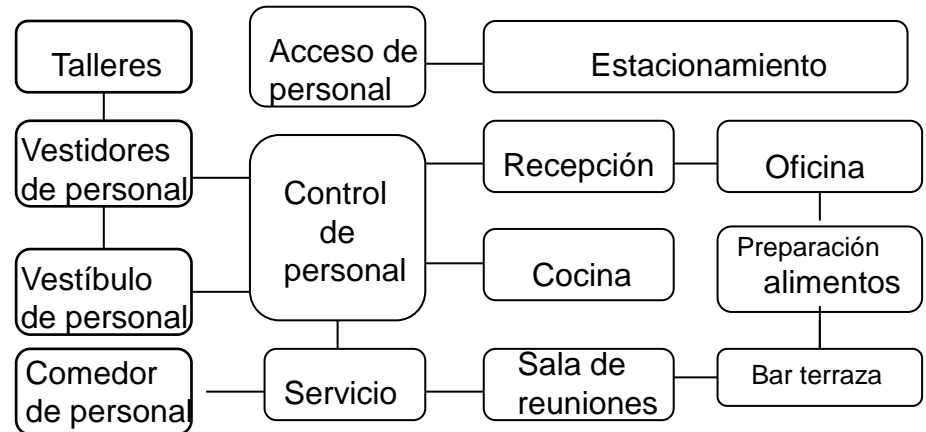 Talleres
Acceso de
personal
Estacionamiento
Vestidores
de personal
Control
de
personal
Recepción
Oficina
Vestíbulo
de personal
Cocina
Preparación
alimentos
Comedor
de personal
Servicio
Sala de
reuniones
Bar terraza